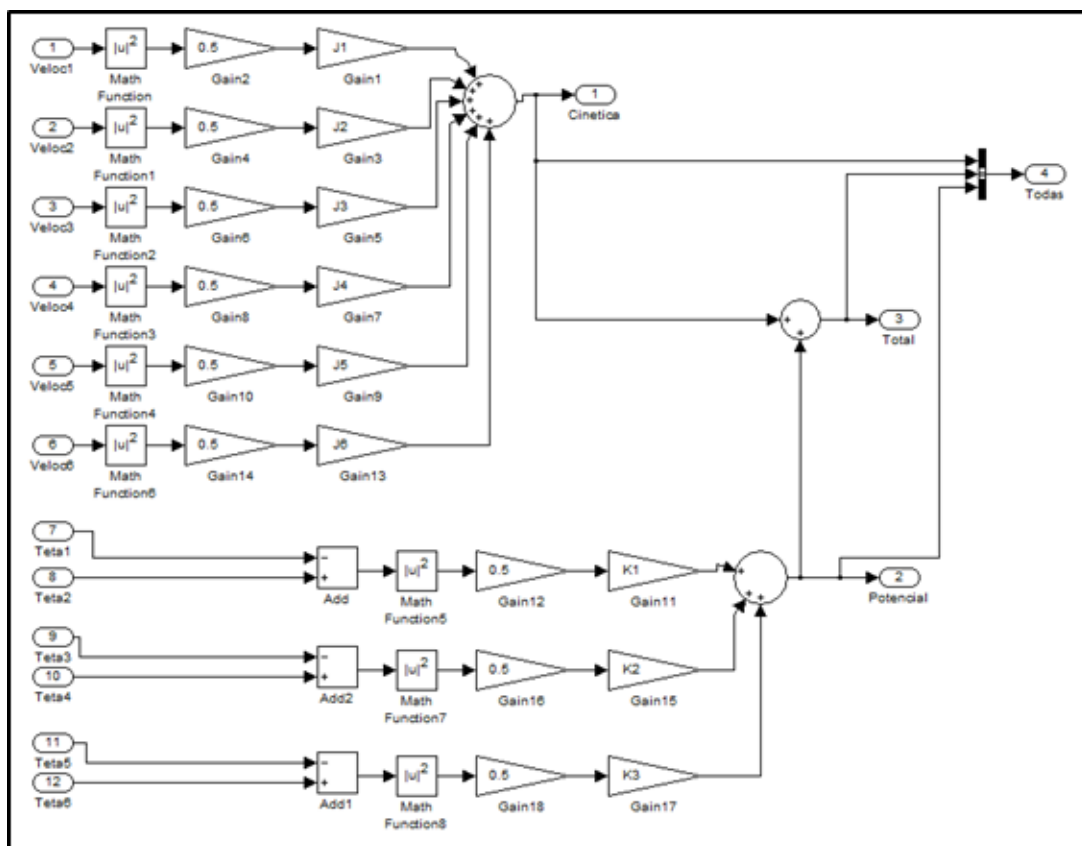 1 |u|² 0.5 J1
Veloc1 Math Function Gain2 Gain1
2 |u|² 0.5 J2
Veloc2 Math Function1 Gain4 Gain3
3 |u|² 0.5 J3
Veloc3 Math Function2 Gain6 Gain5
4 |u|² 0.5 J4
Veloc4 Math Function3 Gain8 Gain7
5 |u|² 0.5 J5
Veloc5 Math Function4 Gain10 Gain9
6 |u|² 0.5 J6
Veloc6 Math Function6 Gain14 Gain13
+ + + + + +
1
Cinetica
4
Todas
+ +
3
Total
7
Teta1
8
Teta2
- +
Add
|u|² 0.5 K1
Math Function5 Gain12 Gain11
+ + +
2
Potencial
9
Teta3
10
Teta4
- +
Add2
|u|² 0.5 K2
Math Function7 Gain16 Gain15
11
Teta5
12
Teta6
- +
Add1
|u|² 0.5 K3
Math Function8 Gain18 Gain17